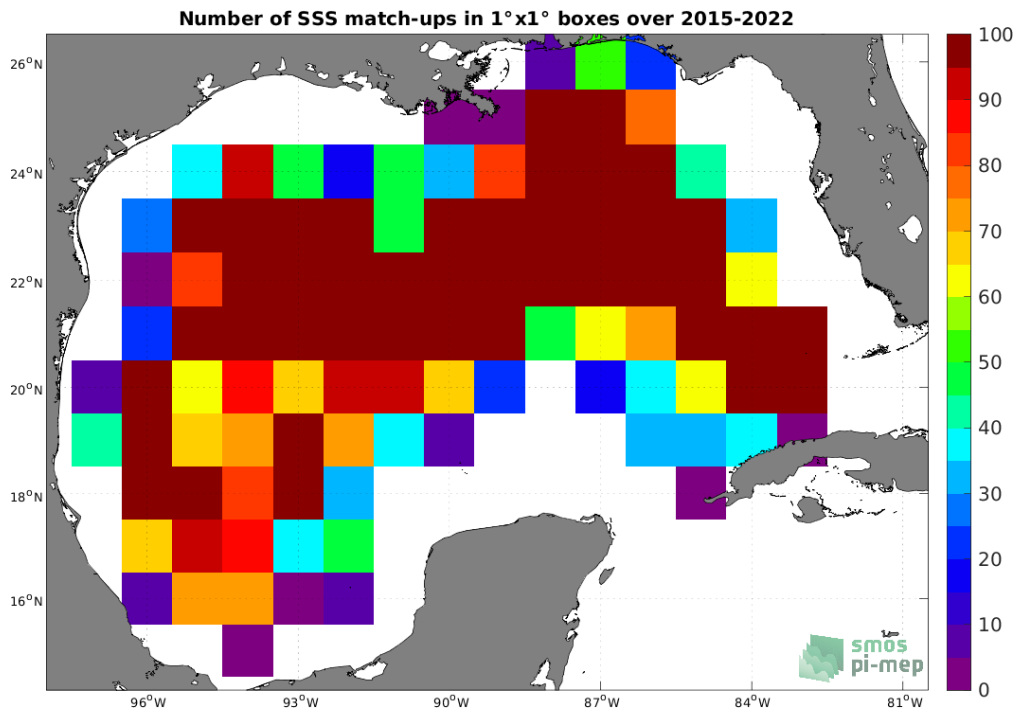 Number of SSS match-ups in 1°x1° boxes over 2015-2022
26°N
24°N
22°N
20°N
18°N
16°N
96°W
93°W
90°W
87°W
84°W
81°W
100
90
80
70
60
50
40
30
20
10
0
smos
pi-mep